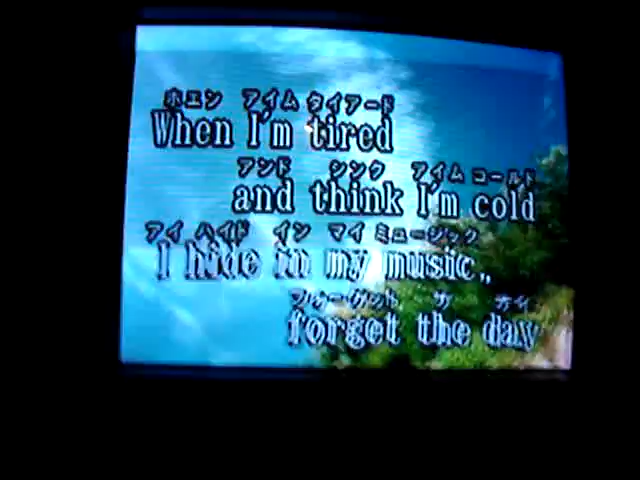 ホエン アイム タイアード
When I'm tired
アンド シンク アイム コールド
and think I'm cold
アイ ハイド イン マイ ミュージック
I hide in my music,,
フォーゲット ザ デイ
forget the day